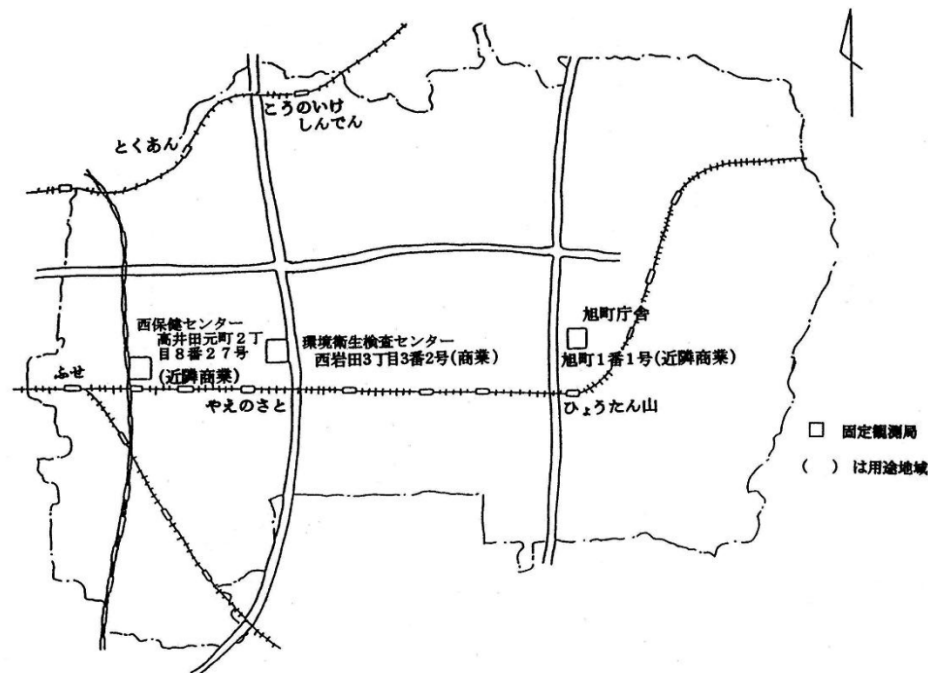 こうのいけ
しんでん
とくあん
西保健センター
高井田元町2丁
目8番27号
(近隣商業)
環境衛生検査センター
西岩田3丁目3番2号(商業)
旭町庁舎
旭町1番1号(近隣商業)
ふせ
やえのさと
ひょうたん山
固定観測局
( )は用途地域